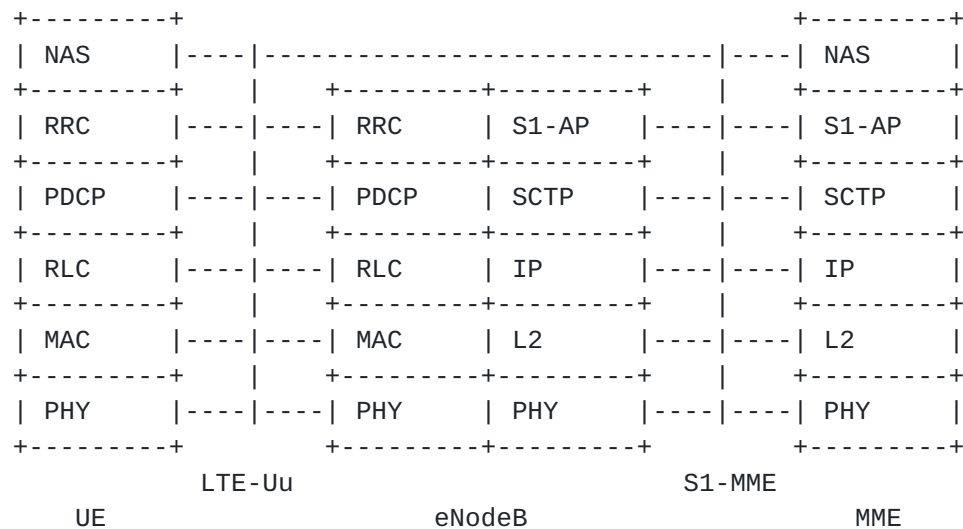 NAS NAS
RRC RRC S1-AP S1-AP
PDCP PDCP SCTP SCTP
RLC RLC IP IP
MAC MAC L2 L2
PHY PHY PHY PHY
LTE-Uu S1-MME
UE eNodeB MME